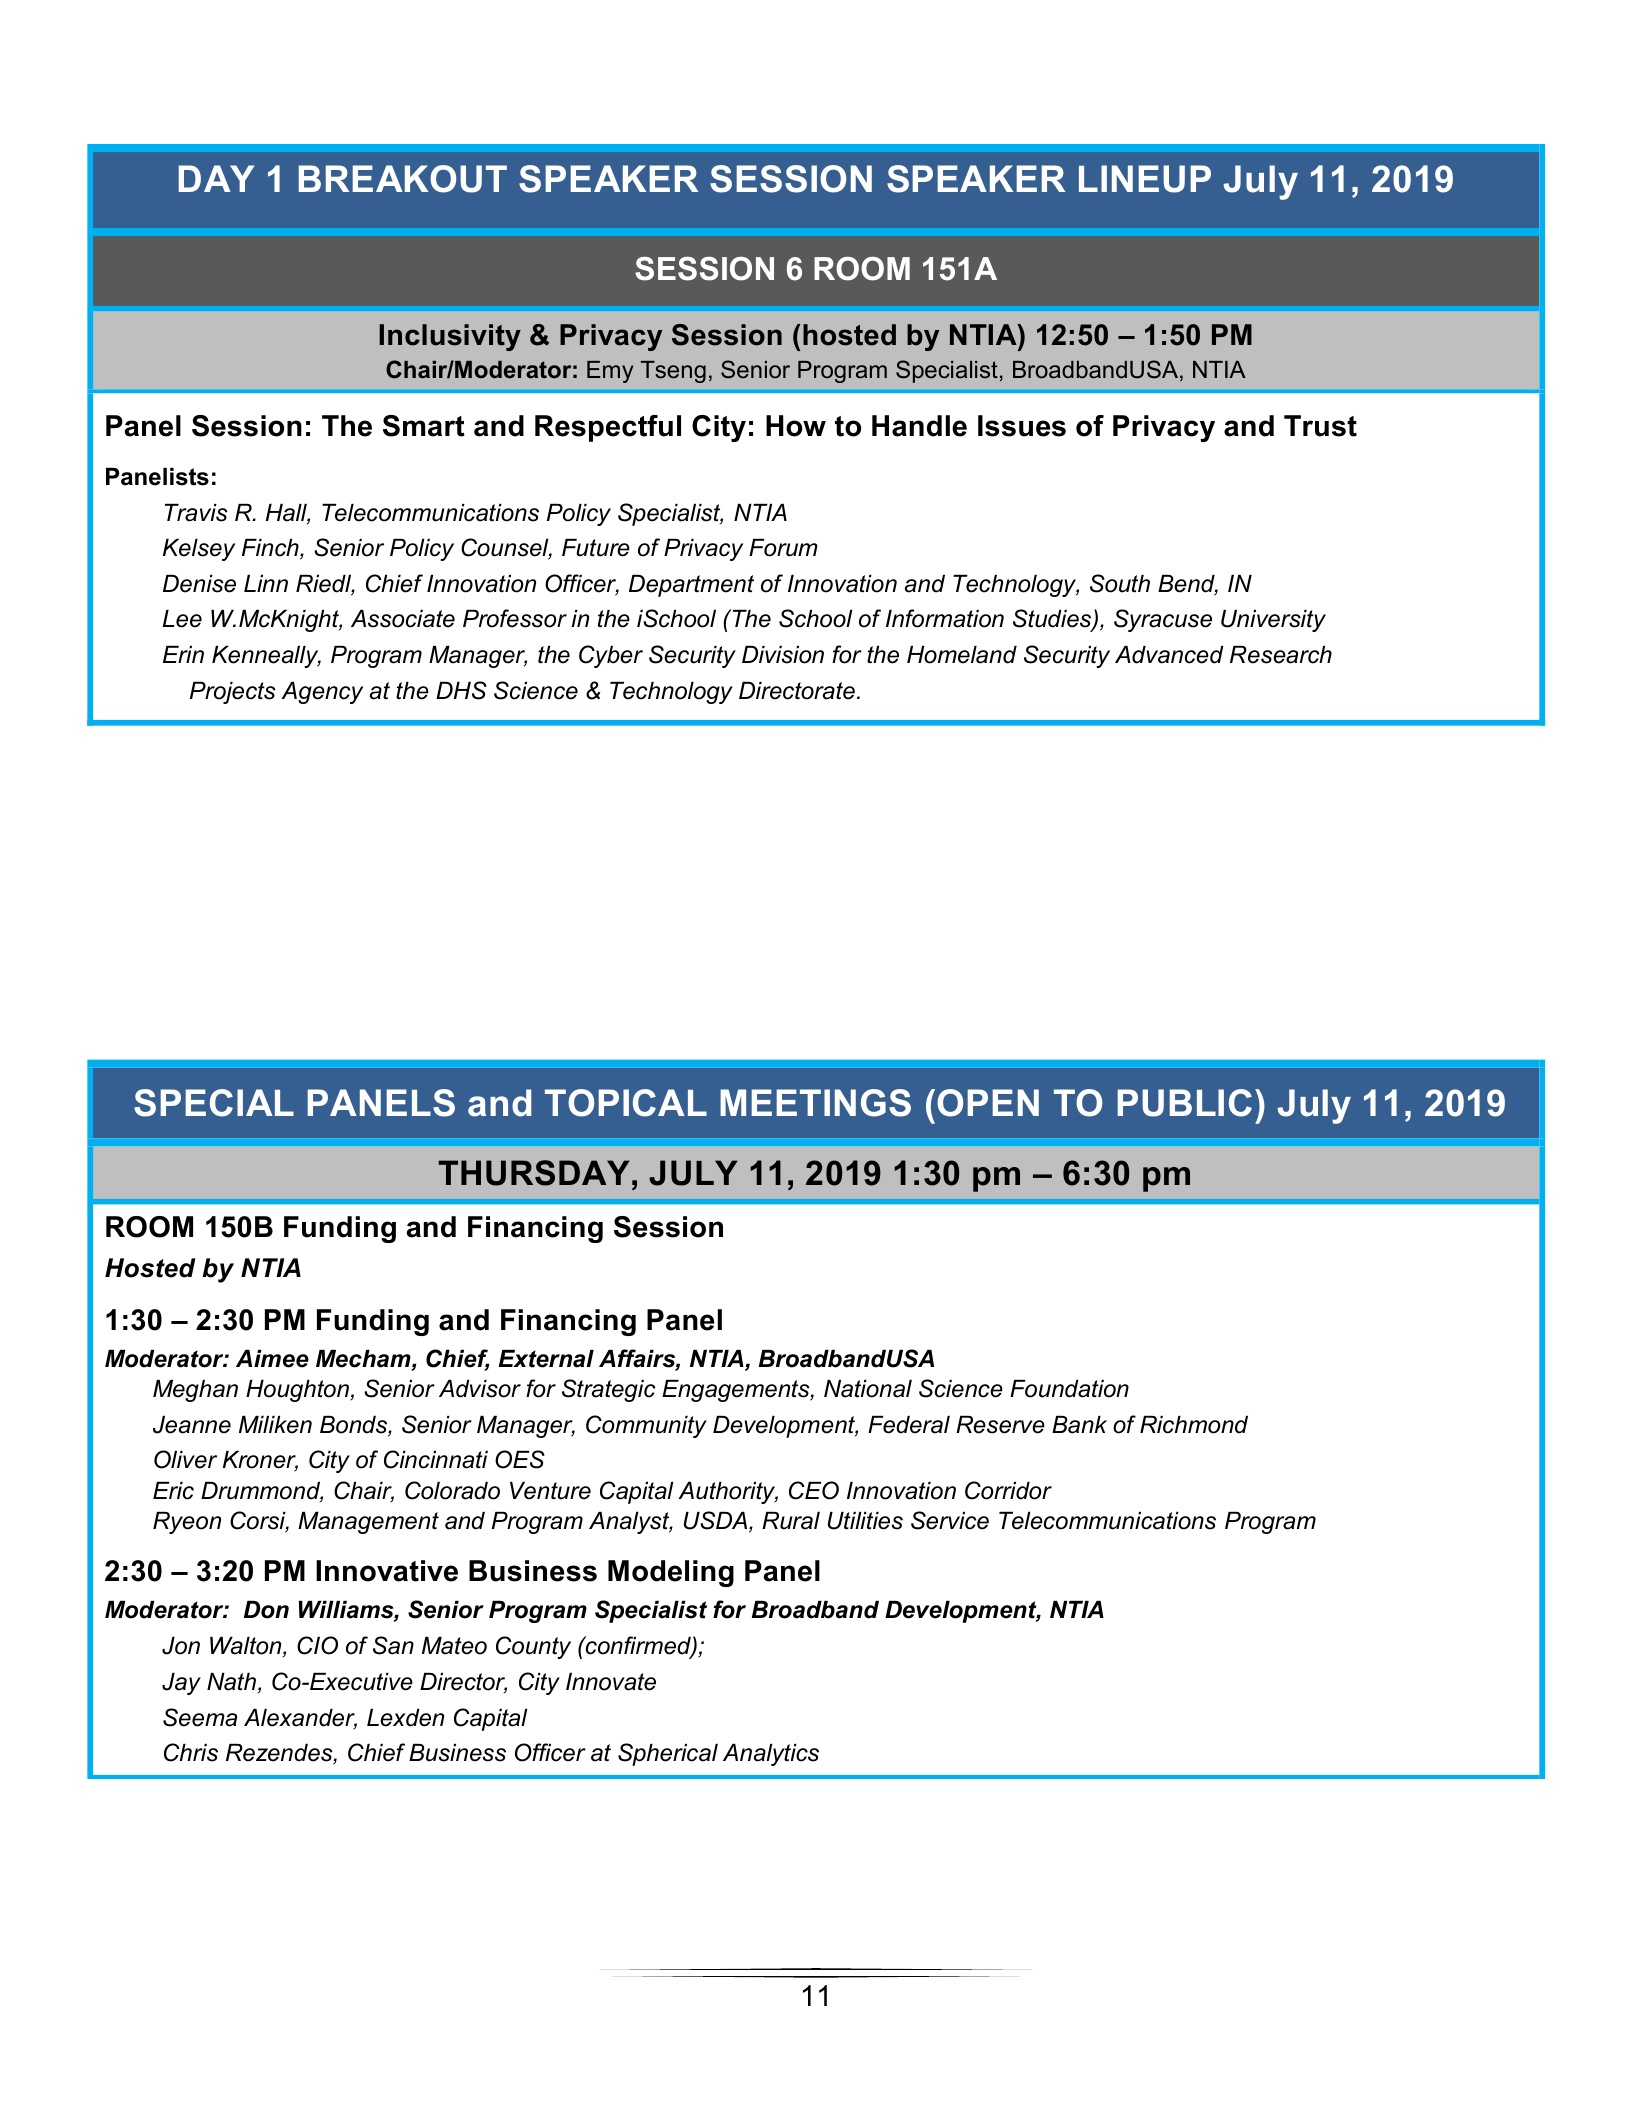 DAY 1 BREAKOUT SPEAKER SESSION SPEAKER LINEUP July 11, 2019
SESSION 6 ROOM 151A
Inclusivity & Privacy Session (hosted by NTIA) 12:50 – 1:50 PM
Chair/Moderator: Emy Tseng, Senior Program Specialist, BroadbandUSA, NTIA
Panel Session: The Smart and Respectful City: How to Handle Issues of Privacy and Trust
Panelists:
Travis R. Hall, Telecommunications Policy Specialist, NTIA
Kelsey Finch, Senior Policy Counsel, Future of Privacy Forum
Denise Linn Riedl, Chief Innovation Officer, Department of Innovation and Technology, South Bend, IN
Lee W.McKnight, Associate Professor in the iSchool (The School of Information Studies), Syracuse University
Erin Kenneally, Program Manager, the Cyber Security Division for the Homeland Security Advanced Research
Projects Agency at the DHS Science & Technology Directorate.
SPECIAL PANELS and TOPICAL MEETINGS (OPEN TO PUBLIC) July 11, 2019
THURSDAY, JULY 11, 2019 1:30 pm – 6:30 pm
ROOM 150B Funding and Financing Session
Hosted by NTIA
1:30 – 2:30 PM Funding and Financing Panel
Moderator: Aimee Mecham, Chief, External Affairs, NTIA, BroadbandUSA
Meghan Houghton, Senior Advisor for Strategic Engagements, National Science Foundation
Jeanne Miliken Bonds, Senior Manager, Community Development, Federal Reserve Bank of Richmond
Oliver Kroner, City of Cincinnati OES
Eric Drummond, Chair, Colorado Venture Capital Authority, CEO Innovation Corridor
Ryeon Corsi, Management and Program Analyst, USDA, Rural Utilities Service Telecommunications Program
2:30 – 3:20 PM Innovative Business Modeling Panel
Moderator:  Don Williams, Senior Program Specialist for Broadband Development, NTIA
Jon Walton, CIO of San Mateo County (confirmed);
Jay Nath, Co-Executive Director, City Innovate
Seema Alexander, Lexden Capital
Chris Rezendes, Chief Business Officer at Spherical Analytics
11